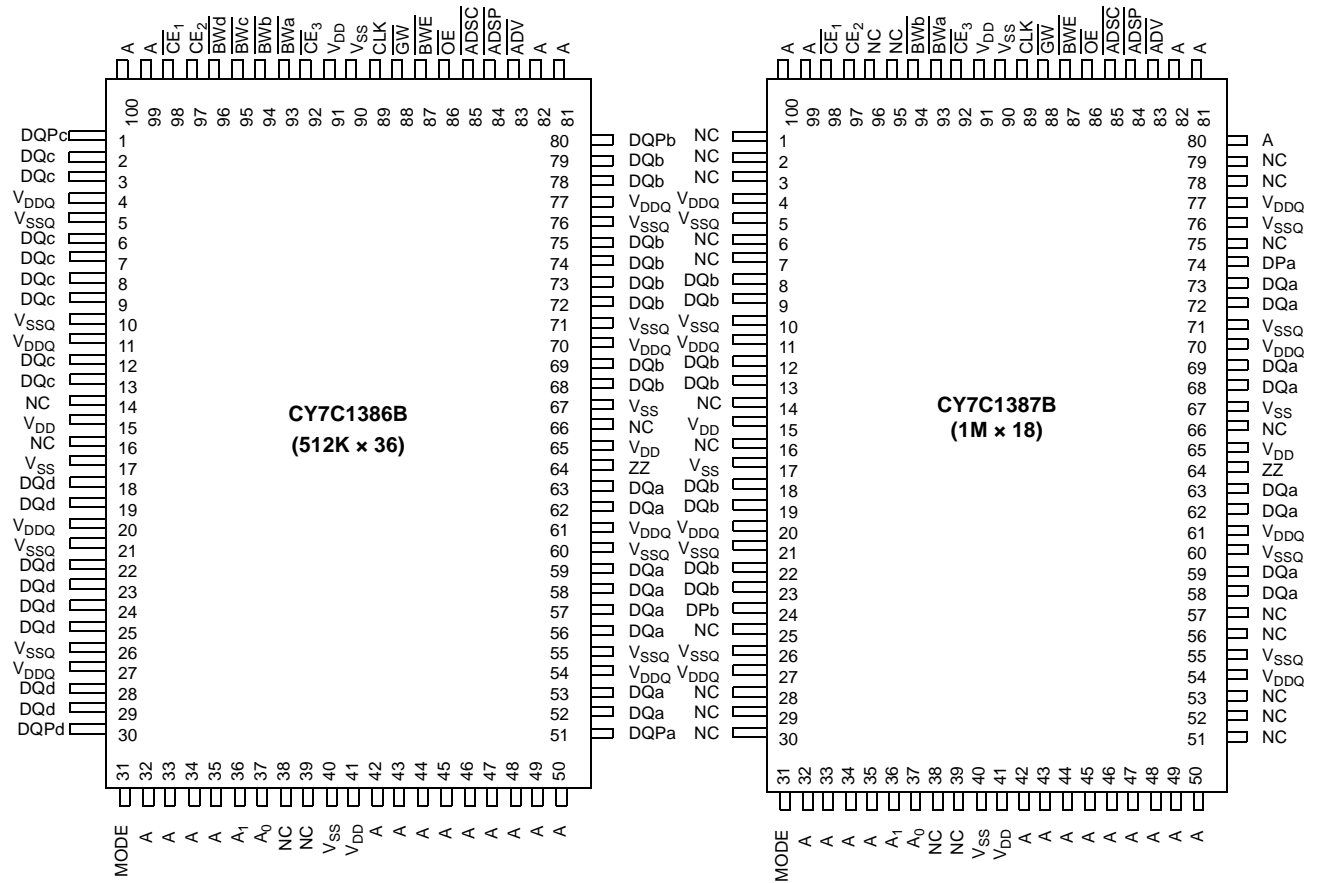 A A CE1 CE2 BWd BWc BWb BWa CE3 VDD VSS CLK GW BWE OE ADSC ADSP ADV A A
100 99 98 97 96 95 94 93 92 91 90 89 88 87 86 85 84 83 82 81
DQPc 1 80 DQPb
DQc 2 79 DQb
DQc 3 78 DQb
VDDQ 4 77 VDDQ
VSSQ 5 76 VSSQ
DQc 6 75 DQb
DQc 7 74 DQb
DQc 8 73 DQb
DQc 9 72 DQb
VSSQ 10 71 VSSQ
VDDQ 11 70 VDDQ
DQc 12 69 DQb
DQc 13 68 DQb
NC 14 67 VSS
VDD 15 66 NC
NC 16 65 VDD
VSS 17 64 ZZ
DQd 18 63 DQa
DQd 19 62 DQa
VDDQ 20 61 VDDQ
VSSQ 21 60 VSSQ
DQd 22 59 DQa
DQd 23 58 DQa
DQd 24 57 DQa
DQd 25 56 DQa
VSSQ 26 55 VSSQ
VDDQ 27 54 VDDQ
DQd 28 53 DQa
DQd 29 52 DQa
DQPd 30 51 DQPa
CY7C1386B
(512K × 36)
31 32 33 34 35 36 37 38 39 40 41 42 43 44 45 46 47 48 49 50
MODE A A A A A1 A0 NC NC VSS VDD A A A A A A A A A
A A CE1 CE2 NC NC BWb BWa CE3 VDD VSS CLK GW BWE OE ADSC ADSP ADV A A
100 99 98 97 96 95 94 93 92 91 90 89 88 87 86 85 84 83 82 81
NC 1 80 A
NC 2 79 NC
NC 3 78 NC
VDDQ 4 77 VDDQ
VSSQ 5 76 VSSQ
NC 6 75 NC
NC 7 74 DPa
DQb 8 73 DQa
DQb 9 72 DQa
VSSQ 10 71 VSSQ
VDDQ 11 70 VDDQ
DQb 12 69 DQa
DQb 13 68 DQa
NC 14 67 VSS
VDD 15 66 NC
NC 16 65 VDD
VSS 17 64 ZZ
DQb 18 63 DQa
DQb 19 62 DQa
VDDQ 20 61 VDDQ
VSSQ 21 60 VSSQ
DQb 22 59 DQa
DQb 23 58 DQa
DPb 24 57 NC
NC 25 56 NC
VSSQ 26 55 VSSQ
VDDQ 27 54 VDDQ
NC 28 53 NC
NC 29 52 NC
NC 30 51 NC
CY7C1387B
(1M × 18)
31 32 33 34 35 36 37 38 39 40 41 42 43 44 45 46 47 48 49 50
MODE A A A A A1 A0 NC NC VSS VDD A A A A A A A A A